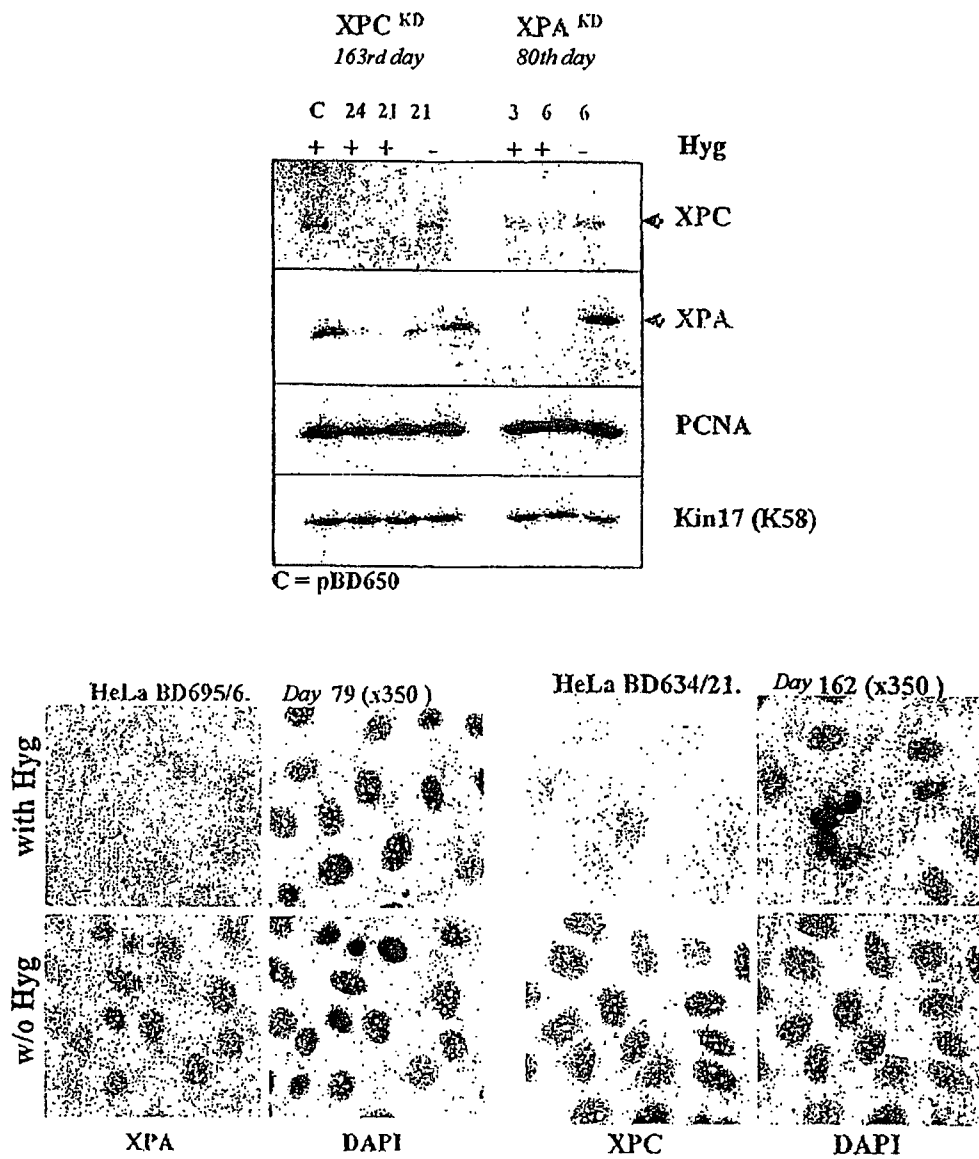 XPC KD XPA KD
163rd day 80th day
C 24 21 21 3 6 6
+ + + - + + - Hyg
XPC
XPA
PCNA
Kin17 (K58)
C = pBD650
HeLa BD695/6. Day 79 (x350) HeLa BD634/21. Day 162 (x350)
with Hyg
w/o Hyg
XPA DAPI XPC DAPI